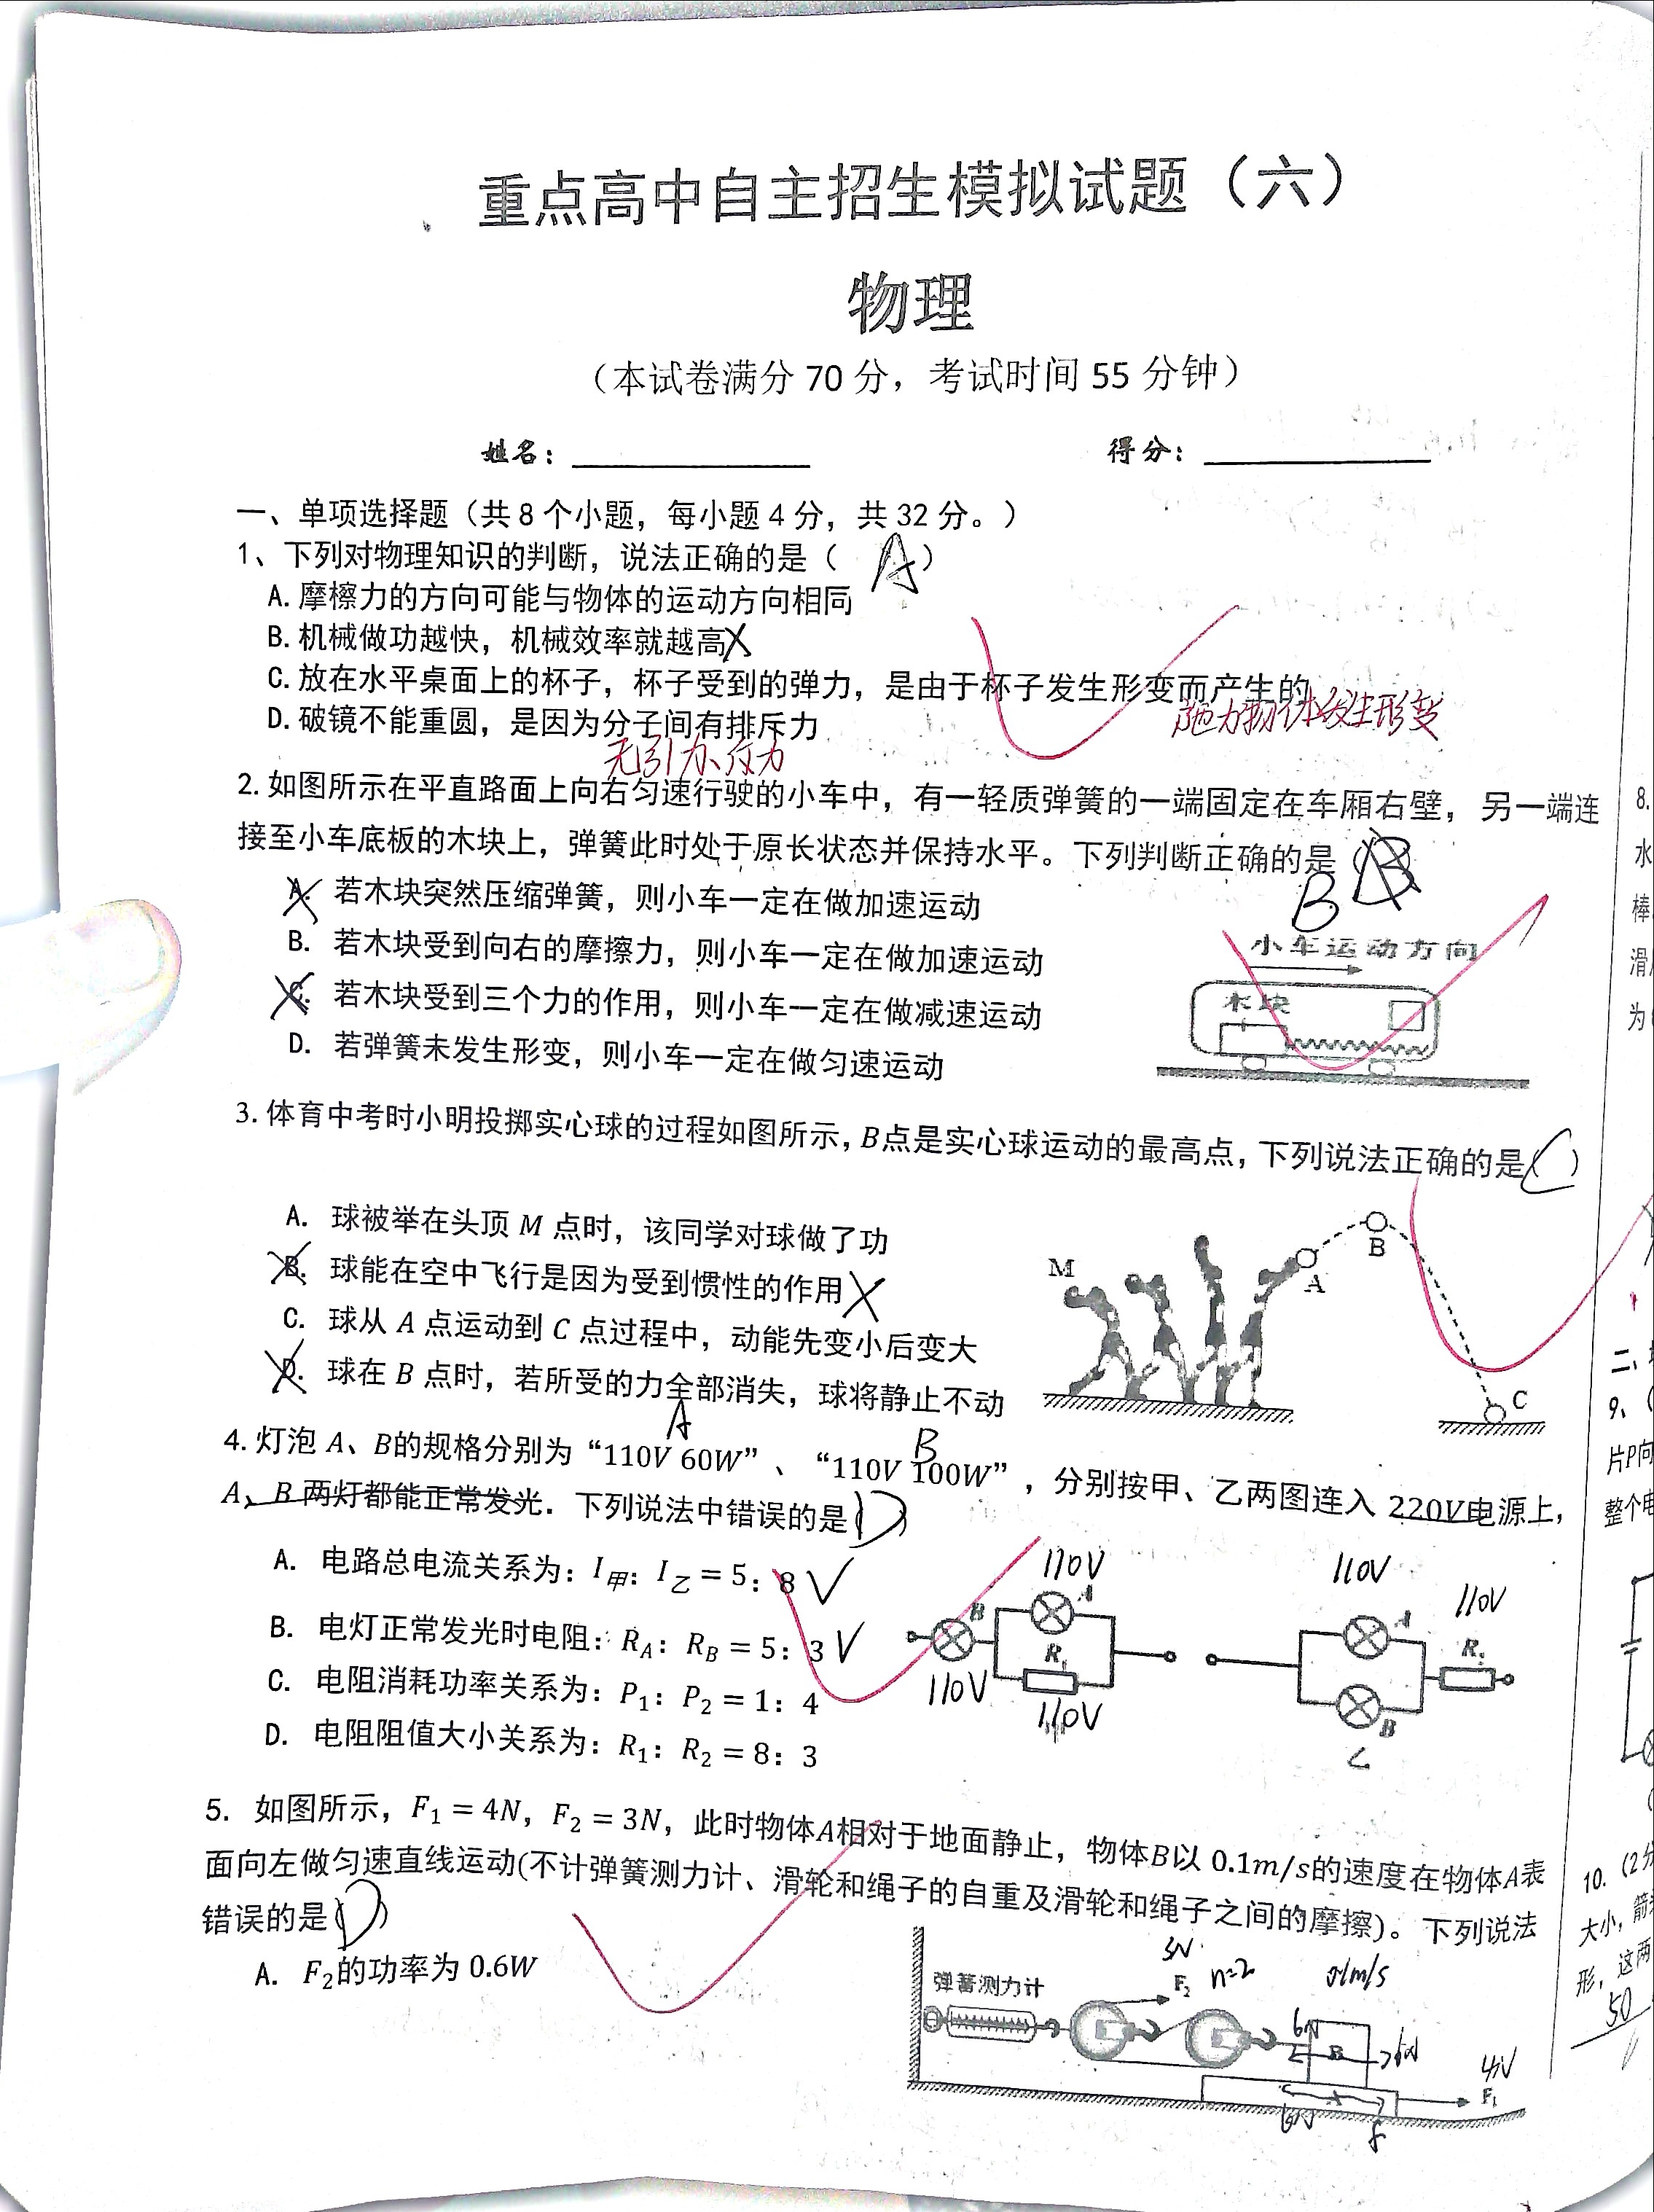 重点高中自主招生模拟试题（六）
物理
（本试卷满分 70 分，考试时间 55 分钟）
姓名：
得分：
一、单项选择题（共 8 个小题，每小题 4 分，共 32 分。）
1、下列对物理知识的判断，说法正确的是（ A ）
A. 摩檫力的方向可能与物体的运动方向相同
B. 机械做功越快，机械效率就越高
C. 放在水平桌面上的杯子，杯子受到的弹力，是由于杯子发生形变而产生的
施力物体发生形变
D. 破镜不能重圆，是因为分子间有排斥力
无引力、斥力
2. 如图所示在平直路面上向右匀速行驶的小车中，有一轻质弹簧的一端固定在车厢右壁，另一端连
接至小车底板的木块上，弹簧此时处于原长状态并保持水平。下列判断正确的是
B
A. 若木块突然压缩弹簧，则小车一定在做加速运动
B. 若木块受到向右的摩擦力，则小车一定在做加速运动
C. 若木块受到三个力的作用，则小车一定在做减速运动
D. 若弹簧未发生形变，则小车一定在做匀速运动
小车运动方向
木块
3. 体育中考时小明投掷实心球的过程如图所示，B点是实心球运动的最高点，下列说法正确的是(C)
A. 球被举在头顶 M 点时，该同学对球做了功
B. 球能在空中飞行是因为受到惯性的作用
C. 球从 A 点运动到 C 点过程中，动能先变小后变大
D. 球在 B 点时，若所受的力全部消失，球将静止不动
M
A
B
C
A
B
4. 灯泡 A、B的规格分别为“110V 60W”、“110V 100W”，分别按甲、乙两图连入 220V电源上，
A、B 两灯都能正常发光．下列说法中错误的是(D)
A. 电路总电流关系为：I甲：I乙 = 5：8
B. 电灯正常发光时电阻：RA：RB = 5：3
C. 电阻消耗功率关系为：P1：P2 = 1：4
D. 电阻阻值大小关系为：R1：R2 = 8：3
110V
B
A
R1
110V
110V
110V
110V
A
R2
B
乙
5. 如图所示，F1 = 4N，F2 = 3N，此时物体A相对于地面静止，物体B以 0.1m/s的速度在物体A表
面向左做匀速直线运动(不计弹簧测力计、滑轮和绳子的自重及滑轮和绳子之间的摩擦)。下列说法
错误的是(D)
A. F2的功率为 0.6W
弹簧测力计
3N
F2
n=2
0.1m/s
6N
B
6N
4N
A
F1
6N
f
8.
水
棒
滑
为
二、
9、（
片P向
整个电
10.（2分
大小，箭
形，这两
50